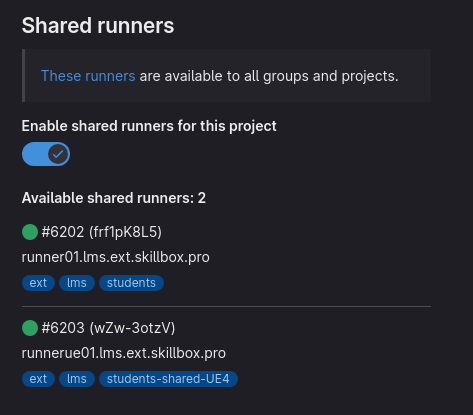 Shared runners
These runners are available to all groups and projects.
Enable shared runners for this project
Available shared runners: 2
#6202 (frf1pK8L5)
runner01.lms.ext.skillbox.pro
ext lms students
#6203 (wZw-3otzV)
runnerue01.lms.ext.skillbox.pro
ext lms students-shared-UE4